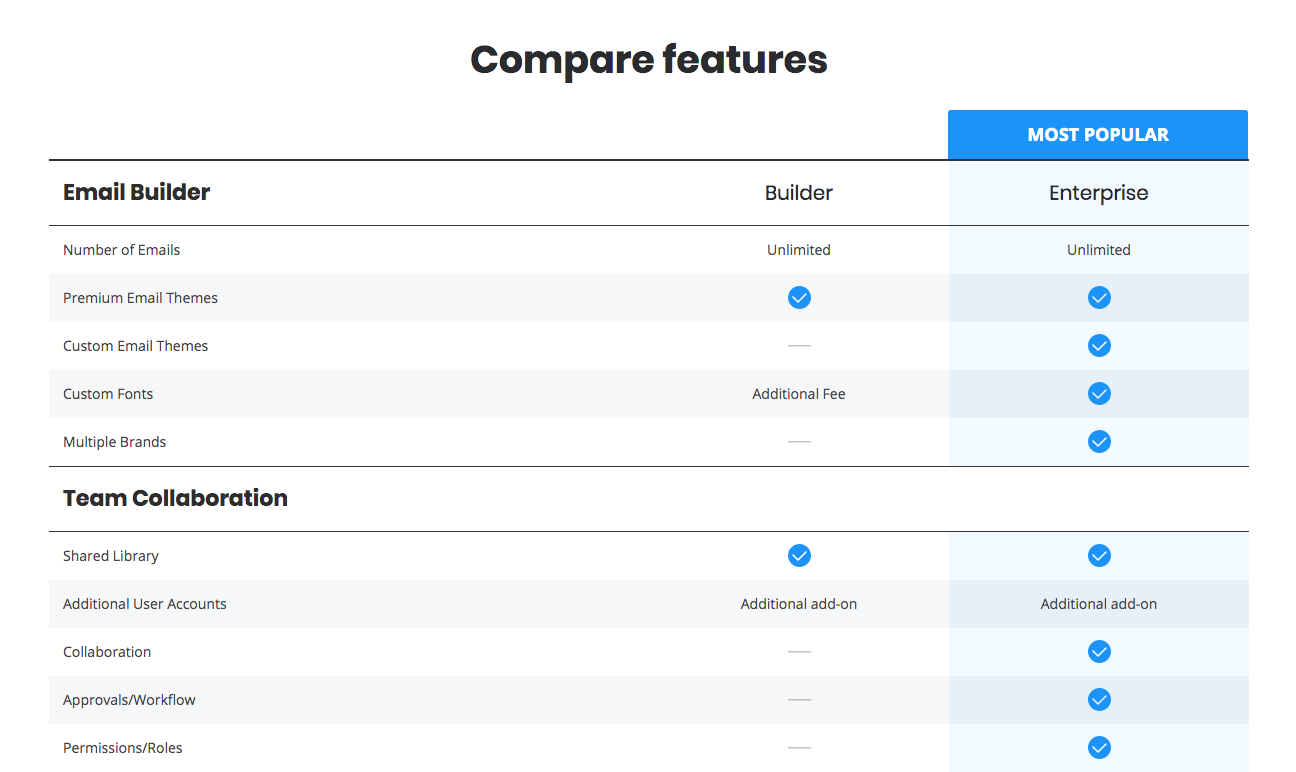 Compare features
MOST POPULAR
Email Builder Builder Enterprise
Number of Emails Unlimited Unlimited
Premium Email Themes
Custom Email Themes
Custom Fonts Additional Fee
Multiple Brands
Team Collaboration
Shared Library
Additional User Accounts Additional add-on Additional add-on
Collaboration
Approvals/Workflow
Permissions/Roles